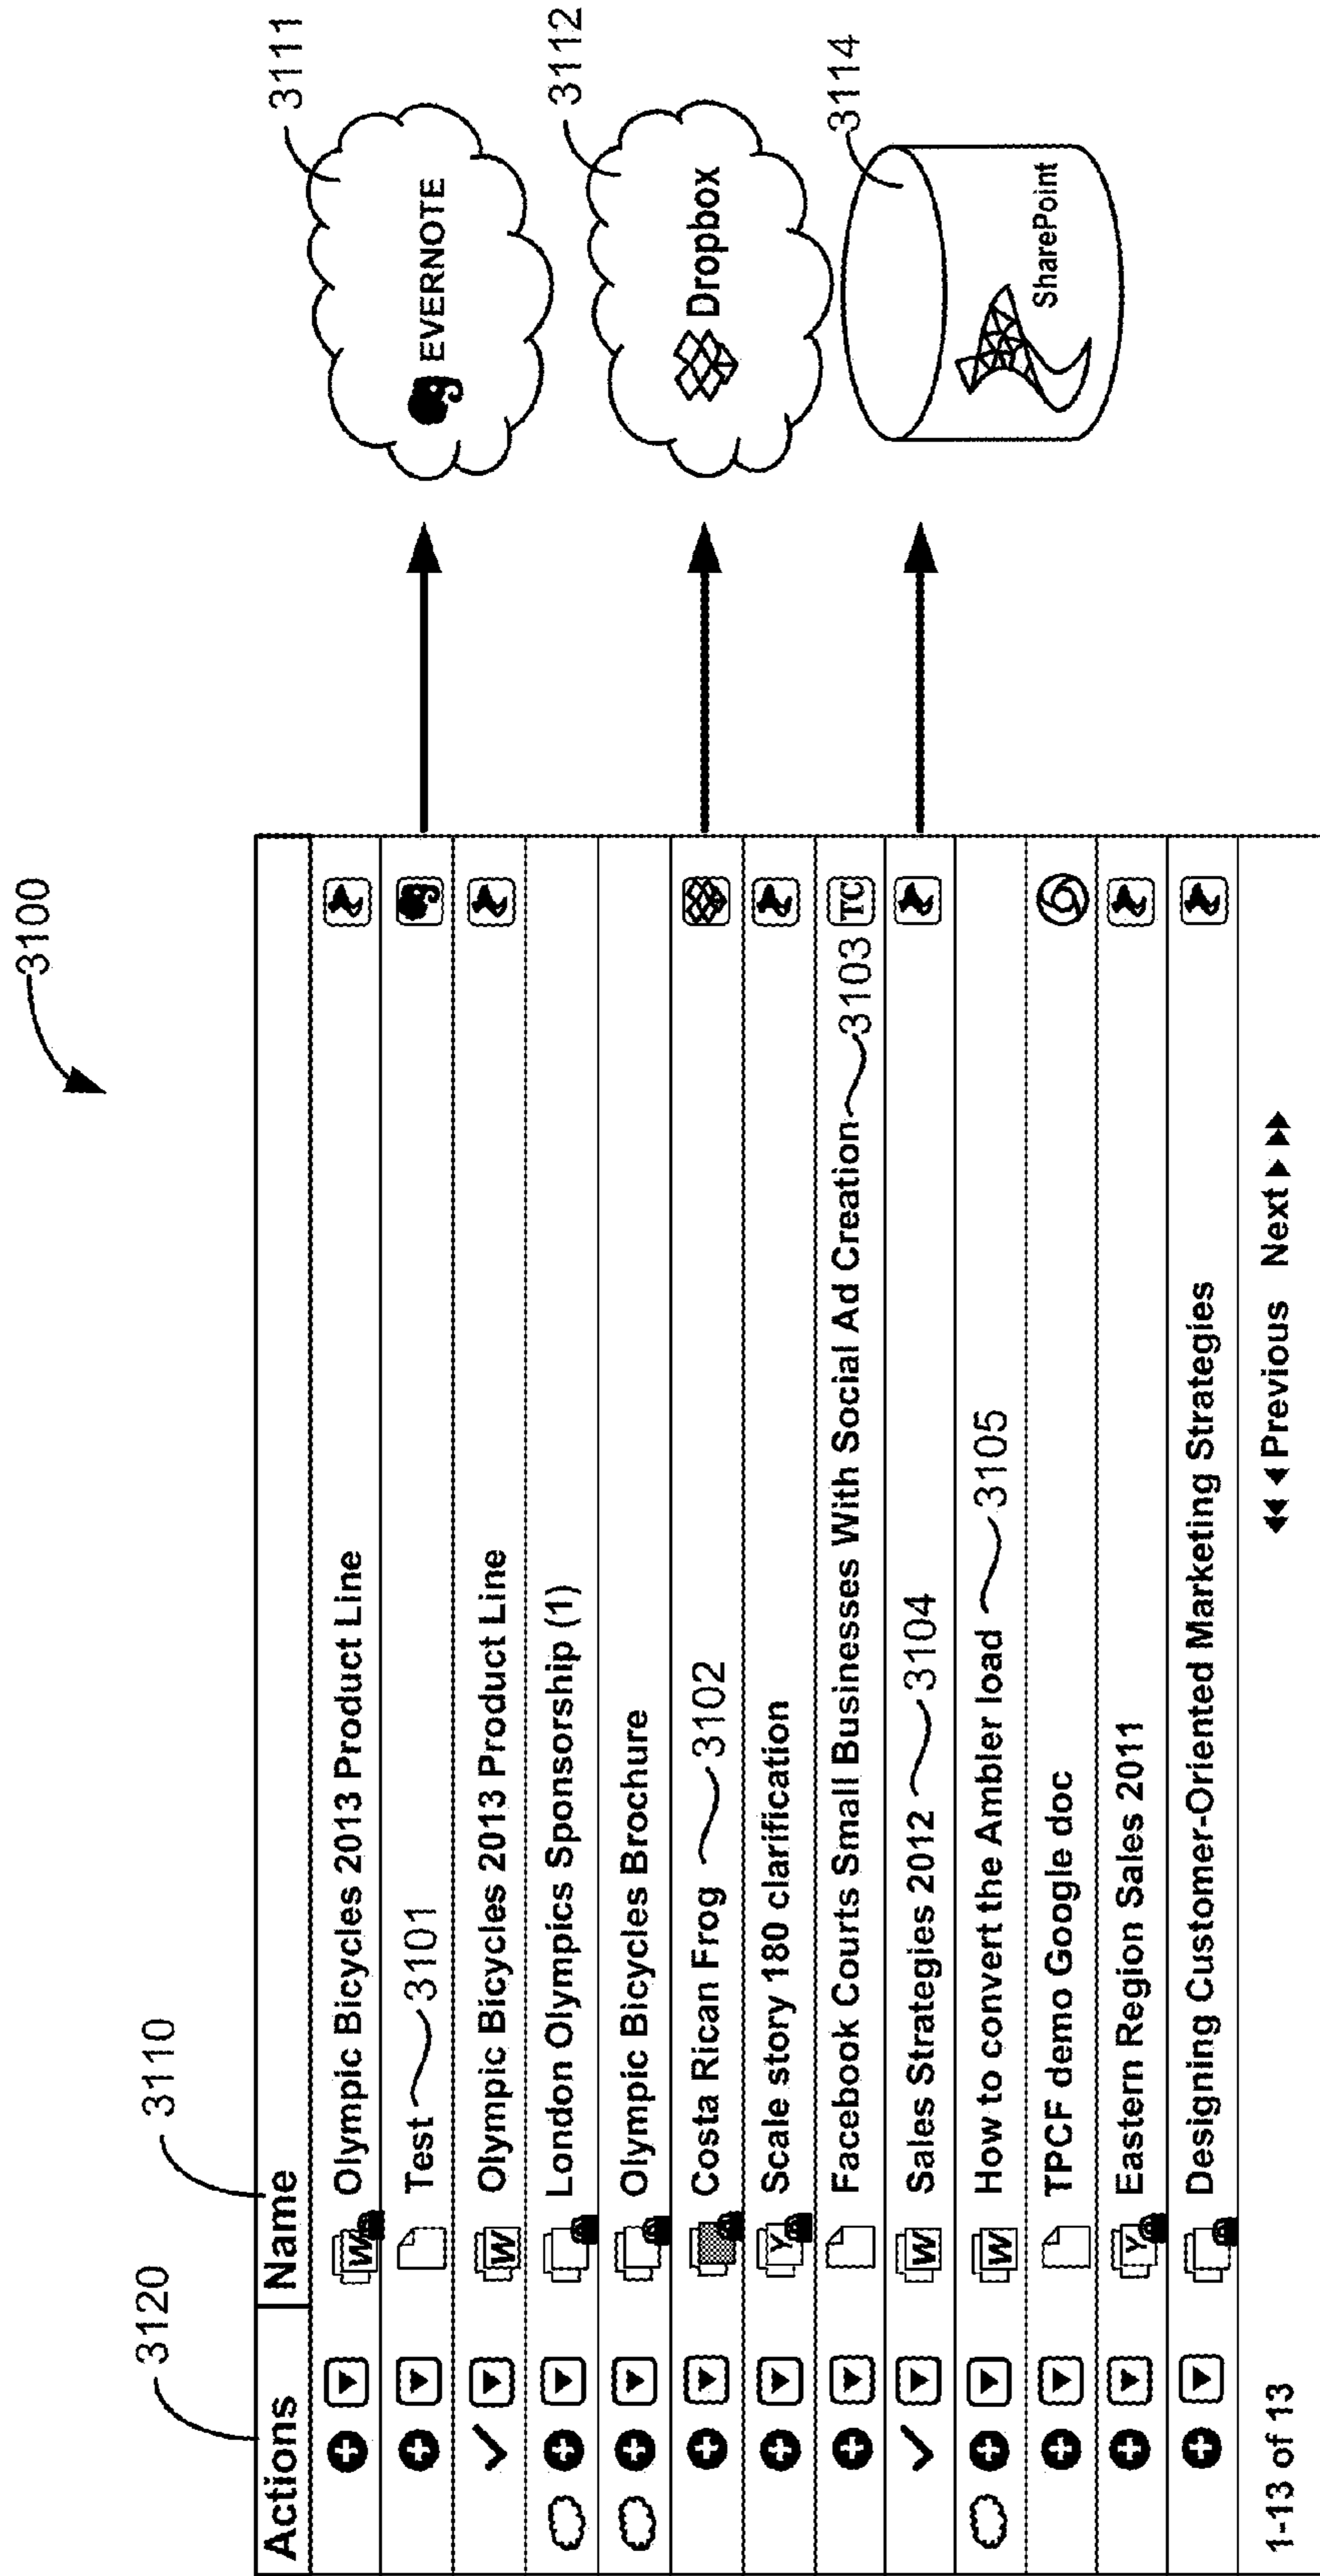 3100
3120
3110
Actions Name
W Olympic Bicycles 2013 Product Line
Test 3101
W Olympic Bicycles 2013 Product Line
London Olympics Sponsorship (1)
Olympic Bicycles Brochure
Costa Rican Frog 3102
Y Scale story 180 clarification
Facebook Courts Small Businesses With Social Ad Creation 3103 TC
W Sales Strategies 2012 3104
W How to convert the Ambler load 3105
TPCF demo Google doc
Y Eastern Region Sales 2011
Designing Customer-Oriented Marketing Strategies
1-13 of 13 Previous Next
3111
EVERNOTE
3112
Dropbox
3114
SharePoint